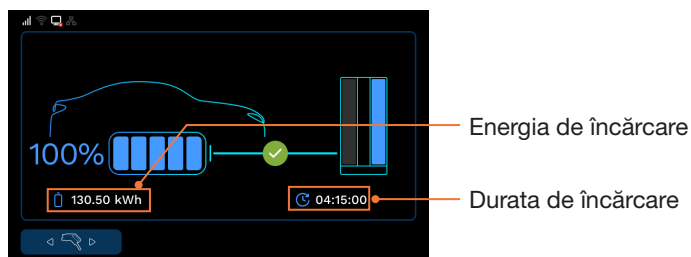 Energia de încărcare
100%
130.50 kWh
04:15:00
Durata de încărcare